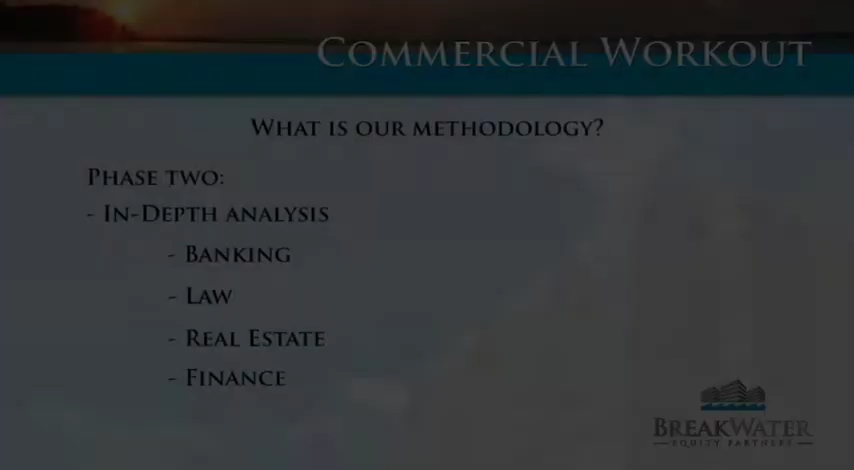 Commercial Workout
What is our methodology?
Phase two:
- In-Depth analysis
- Banking
- Law
- Real Estate
- Finance
BreakWater
Equity Partners